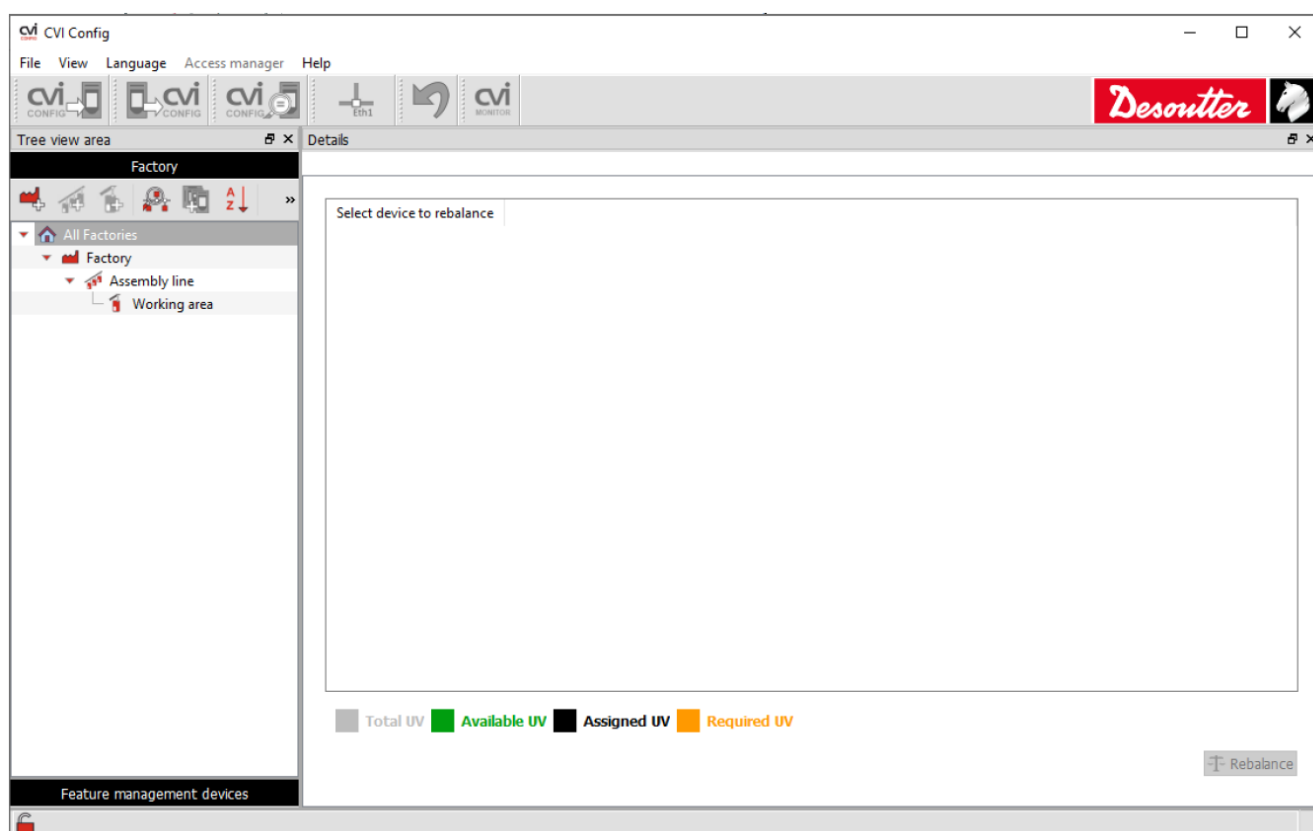 CVI CONFIG CVI Config
File View Language Access manager Help
CVI CONFIG CVI CONFIG CVI CONFIG Eth1 CVI MONITOR Desoutter
Tree view area Details
Factory
A Z »
Select device to rebalance
All Factories
Factory
Assembly line
Working area
Total UV Available UV Assigned UV Required UV
Rebalance
Feature management devices